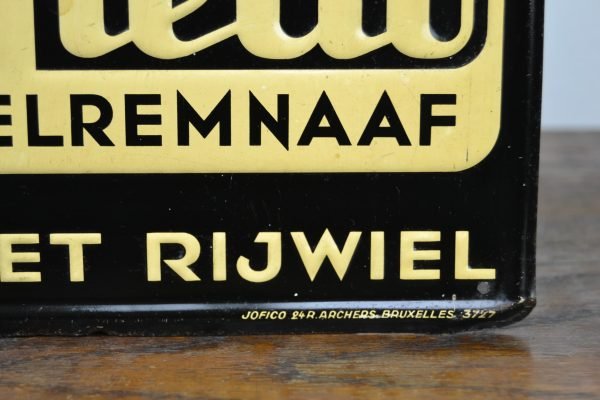 ELREMNAAF
ET RIJWIEL
JOFICO 24 R. ARCHERS. BRUXELLES 3727